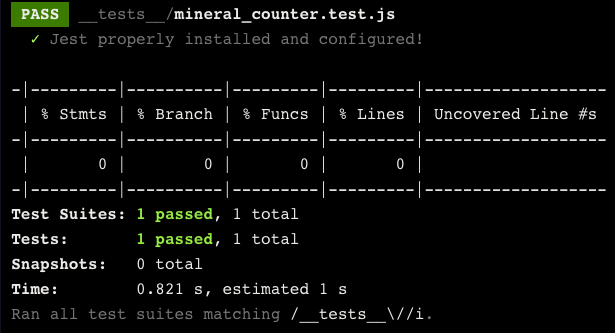 PASS __tests__/mineral_counter.test.js
✓ Jest properly installed and configured!
-|---------|----------|---------|---------|-------------------
| % Stmts | % Branch | % Funcs | % Lines | Uncovered Line #s
-|---------|----------|---------|---------|-------------------
| 0 | 0 | 0 | 0 |
-|---------|----------|---------|---------|-------------------
Test Suites: 1 passed, 1 total
Tests: 1 passed, 1 total
Snapshots: 0 total
Time: 0.821 s, estimated 1 s
Ran all test suites matching /__tests__\//i.